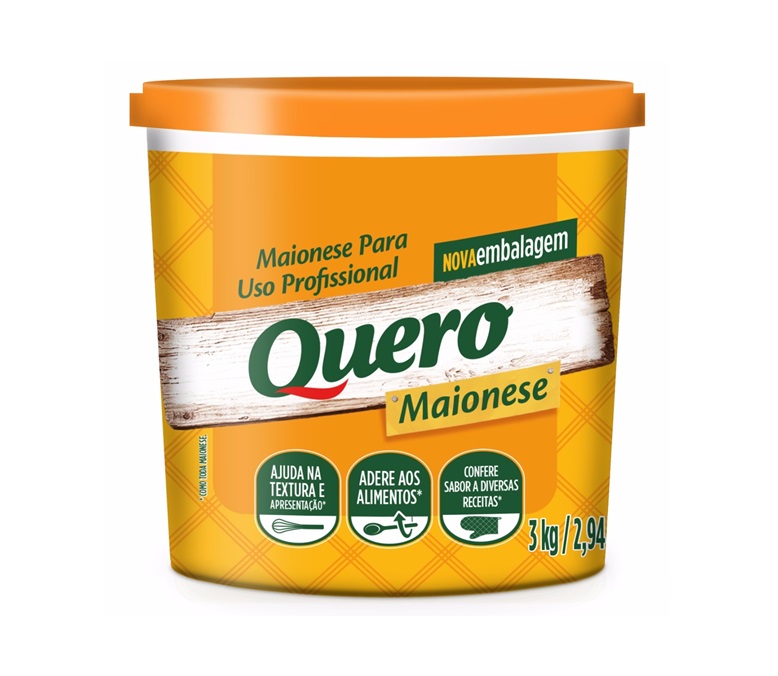 Maionese Para
Uso Profissional
NOVAembalagem
Quero
Maionese
*COMO TODA MAIONESE.
AJUDA NA
TEXTURA E
APRESENTAÇÃO*
ADERE AOS
ALIMENTOS*
CONFERE
SABOR A DIVERSAS
RECEITAS*
3 kg / 2,94